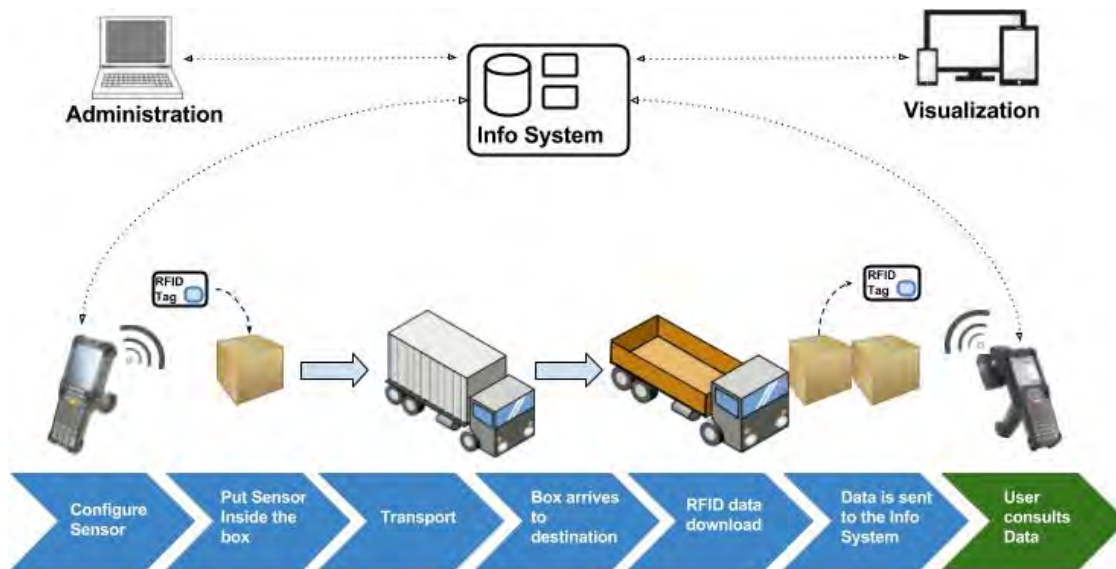 Administration
Info System
Visualization
RFID
Tag
RFID
Tag
Configure
Sensor
Put Sensor
Inside the
box
Transport
Box arrives
to
destination
RFID data
download
Data is sent
to the Info
System
User
consults
Data